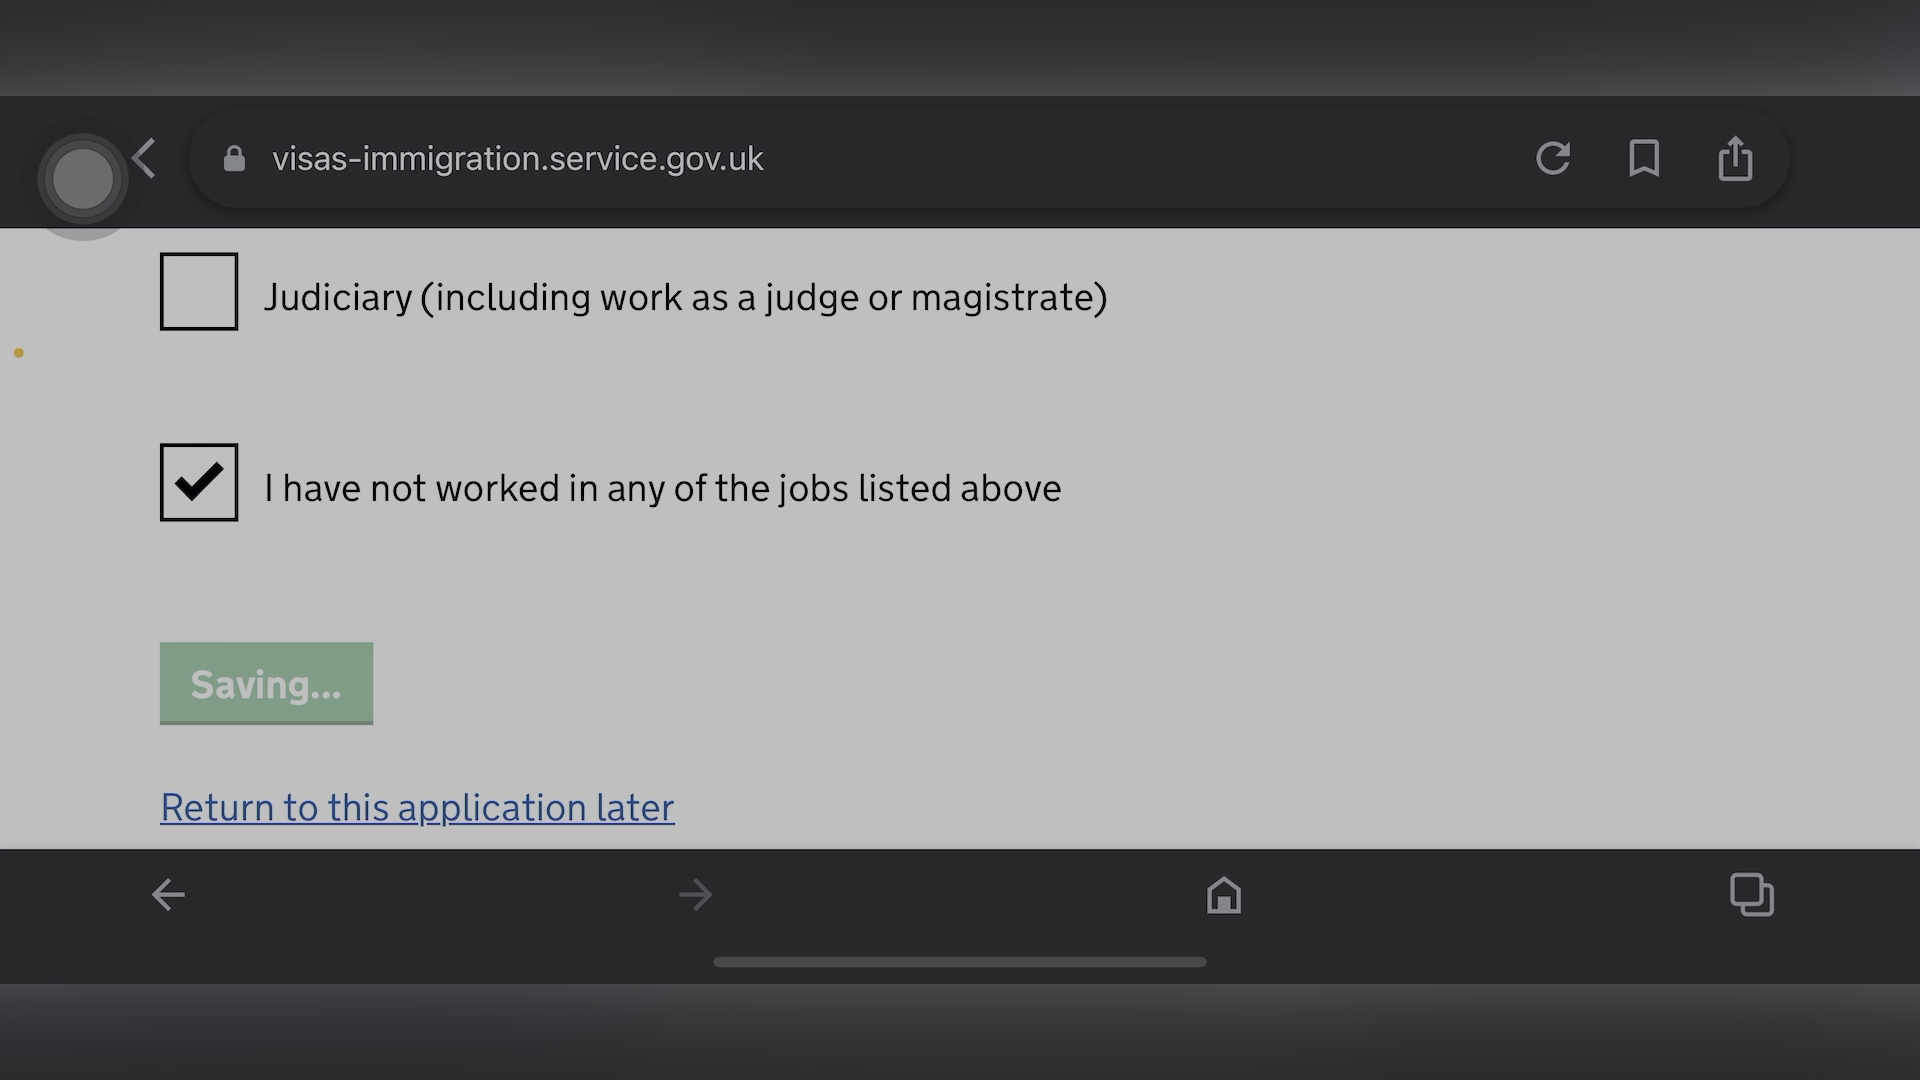 visas-immigration.service.gov.uk
Judiciary (including work as a judge or magistrate)
I have not worked in any of the jobs listed above
Saving...
Return to this application later